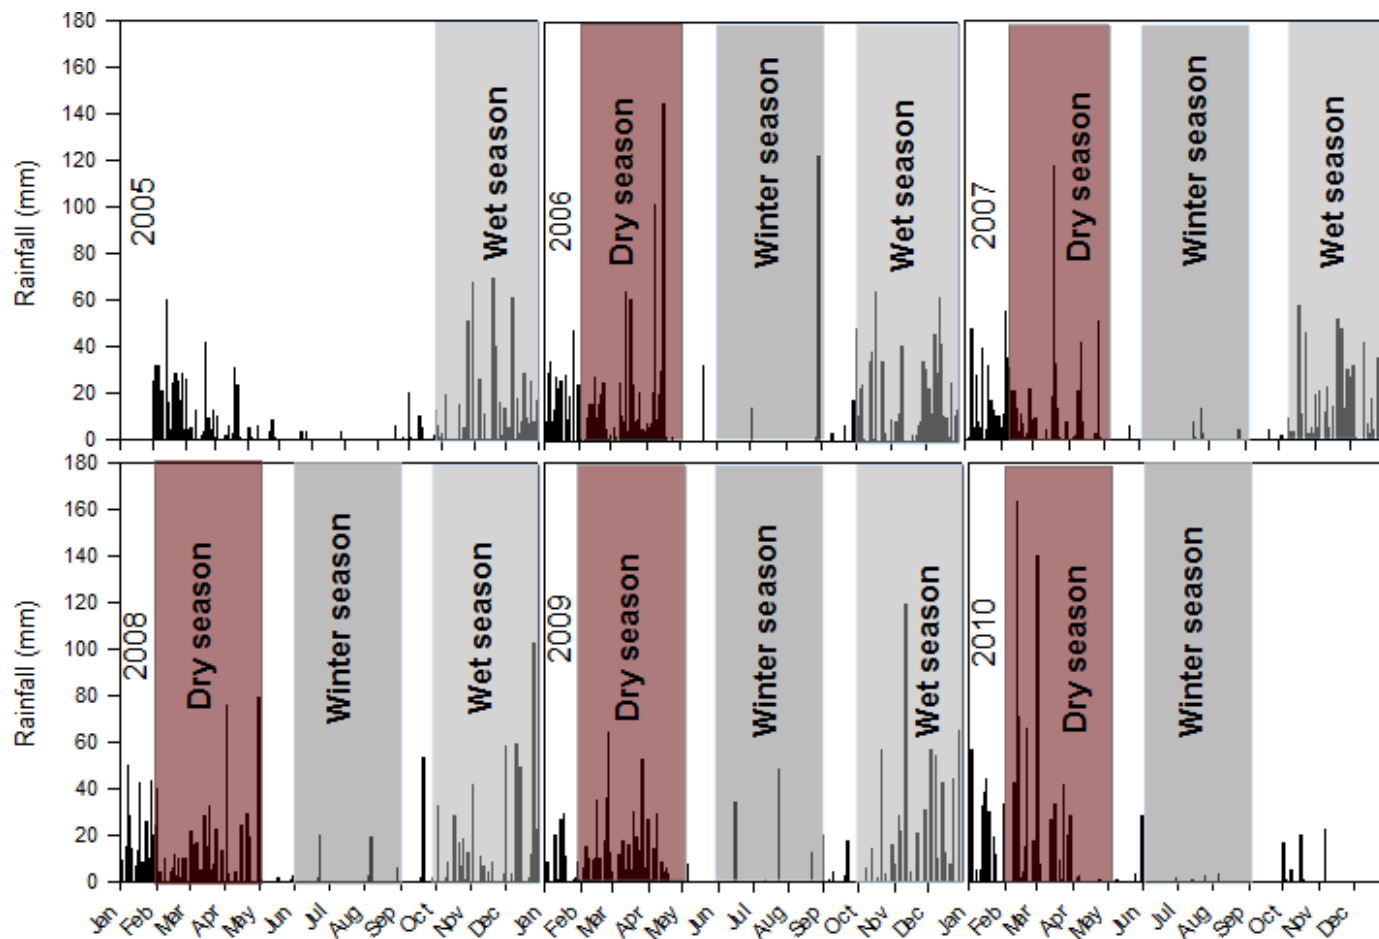 180
160
140
120
100
80
60
40
20
0
Rainfall (mm)
2005
Wet season
2006
Dry season
Winter season
Wet season
2007
Dry season
Winter season
Wet season
180
160
140
120
100
80
60
40
20
0
Rainfall (mm)
2008
Dry season
Winter season
Wet season
2009
Dry season
Winter season
Wet season
2010
Dry season
Winter season
Jan Feb Mar Apr May Jun Jul Aug Sep Oct Nov Dec Jan Feb Mar Apr May Jun Jul Aug Sep Oct Nov Dec Jan Feb Mar Apr May Jun Jul Aug Sep Oct Nov Dec